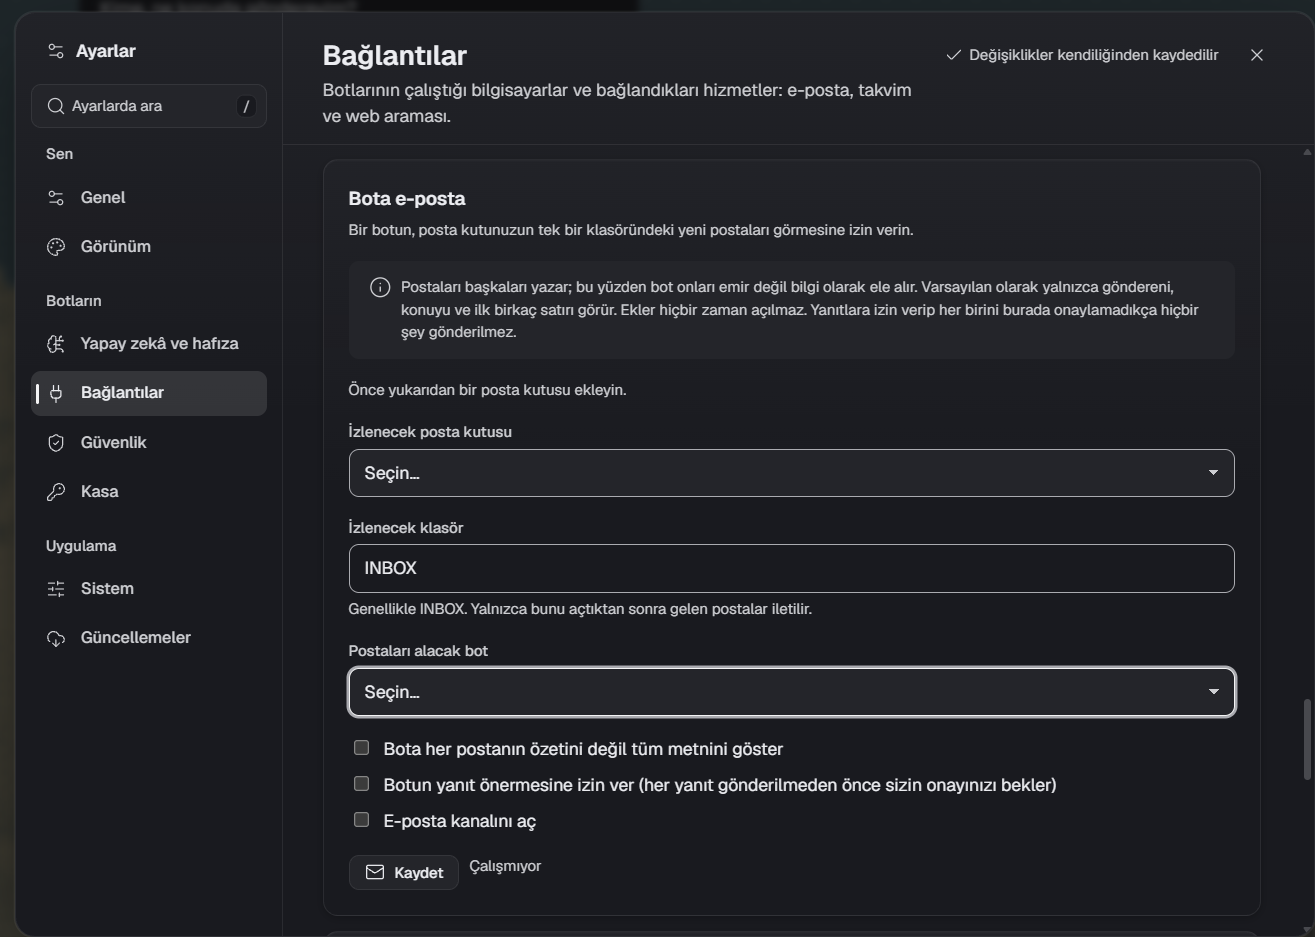 Ayarlar
Ayarlarda ara
/
Sen
Genel
Görünüm
Botların
Yapay zekâ ve hafıza
Bağlantılar
Güvenlik
Kasa
Uygulama
Sistem
Güncellemeler
Bağlantılar
Değişiklikler kendiliğinden kaydedilir
Botlarının çalıştığı bilgisayarlar ve bağlandıkları hizmetler: e-posta, takvim
ve web araması.
Bota e-posta
Bir botun, posta kutunuzun tek bir klasöründeki yeni postaları görmesine izin verin.
Postaları başkaları yazar; bu yüzden bot onları emir değil bilgi olarak ele alır. Varsayılan olarak yalnızca göndereni,
konuyu ve ilk birkaç satırı görür. Ekler hiçbir zaman açılmaz. Yanıtlara izin verip her birini burada onaylamadıkça hiçbir
şey gönderilmez.
Önce yukarıdan bir posta kutusu ekleyin.
İzlenecek posta kutusu
Seçin...
İzlenecek klasör
INBOX
Genellikle INBOX. Yalnızca bunu açtıktan sonra gelen postalar iletilir.
Postaları alacak bot
Seçin...
Bota her postanın özetini değil tüm metnini göster
Botun yanıt önermesine izin ver (her yanıt gönderilmeden önce sizin onayınızı bekler)
E-posta kanalını aç
Kaydet
Çalışmıyor